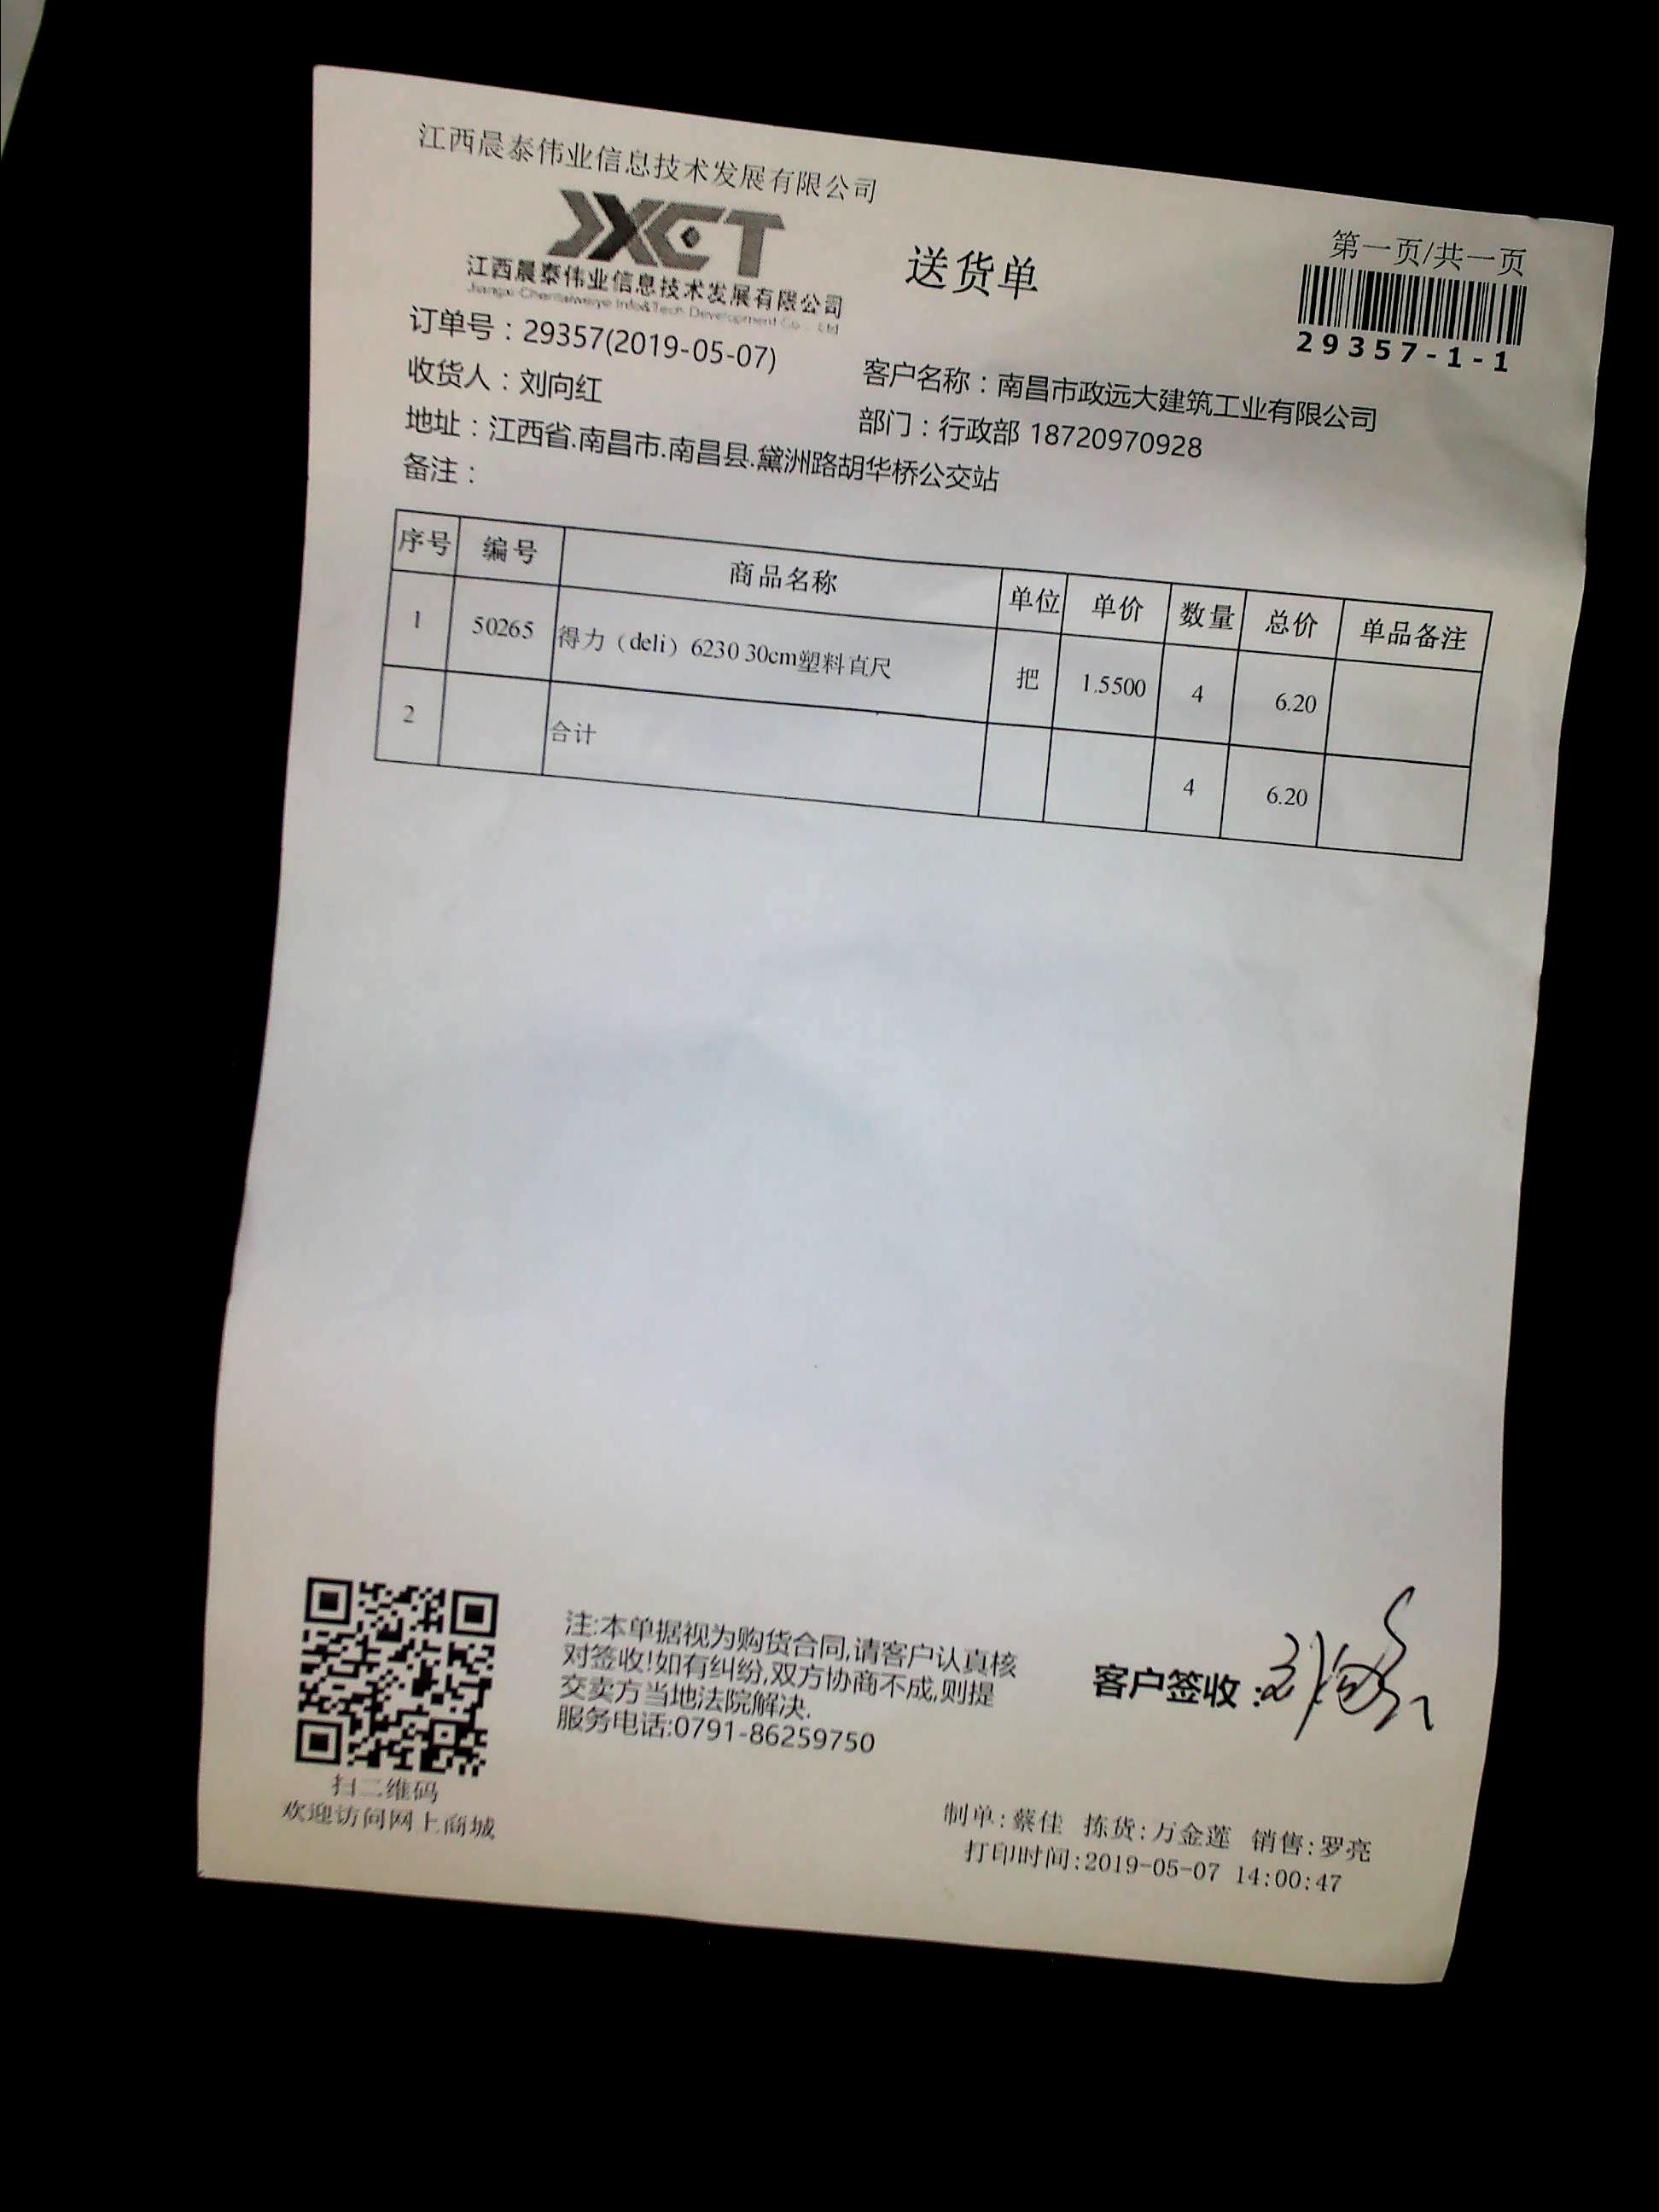 江西晨泰伟业信息技术发展有限公司
JXCT
江西晨泰伟业信息技术发展有限公司
Jiangxi Chentaiweiye Info&Tech Development Co., Ltd
送货单
第一页/共一页
29357-1-1
订单号：29357(2019-05-07)
收货人：刘向红
客户名称：南昌市政远大建筑工业有限公司
地址：江西省.南昌市.南昌县.黛洲路胡华桥公交站
部门：行政部 18720970928
备注：
序号 编号 商品名称 单位 单价 数量 总价 单品备注
1 50265 得力（deli）6230 30cm塑料直尺 把 1.5500 4 6.20
2 合计 4 6.20
注:本单据视为购货合同,请客户认真核
对签收!如有纠纷,双方协商不成,则提
交卖方当地法院解决.
服务电话:0791-86259750
客户签收:
扫二维码
欢迎访问网上商城
制单:蔡佳 拣货:万金莲 销售:罗亮
打印时间:2019-05-07 14:00:47